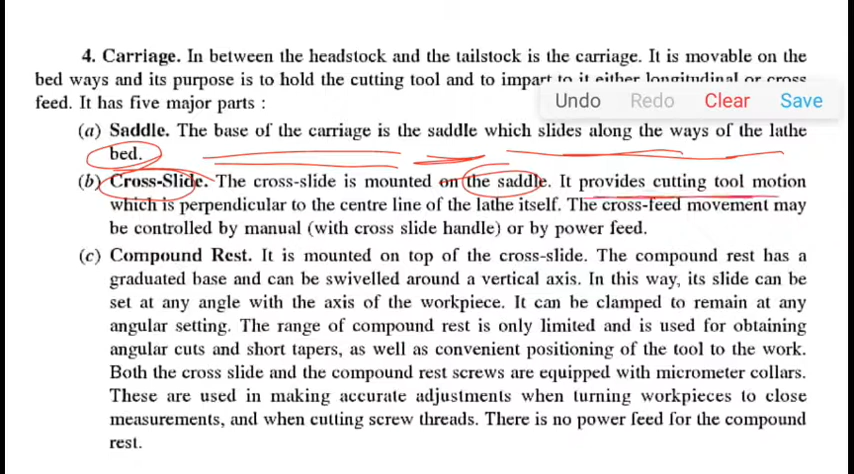 4. Carriage. In between the headstock and the tailstock is the carriage. It is movable on the
bed ways and its purpose is to hold the cutting tool and to impart to it either longitudinal or cross
feed. It has five major parts :
Undo Redo Clear Save
(a) Saddle. The base of the carriage is the saddle which slides along the ways of the lathe
bed.
(b) Cross-Slide. The cross-slide is mounted on the saddle. It provides cutting tool motion
which is perpendicular to the centre line of the lathe itself. The cross-feed movement may
be controlled by manual (with cross slide handle) or by power feed.
(c) Compound Rest. It is mounted on top of the cross-slide. The compound rest has a
graduated base and can be swivelled around a vertical axis. In this way, its slide can be
set at any angle with the axis of the workpiece. It can be clamped to remain at any
angular setting. The range of compound rest is only limited and is used for obtaining
angular cuts and short tapers, as well as convenient positioning of the tool to the work.
Both the cross slide and the compound rest screws are equipped with micrometer collars.
These are used in making accurate adjustments when turning workpieces to close
measurements, and when cutting screw threads. There is no power feed for the compound
rest.